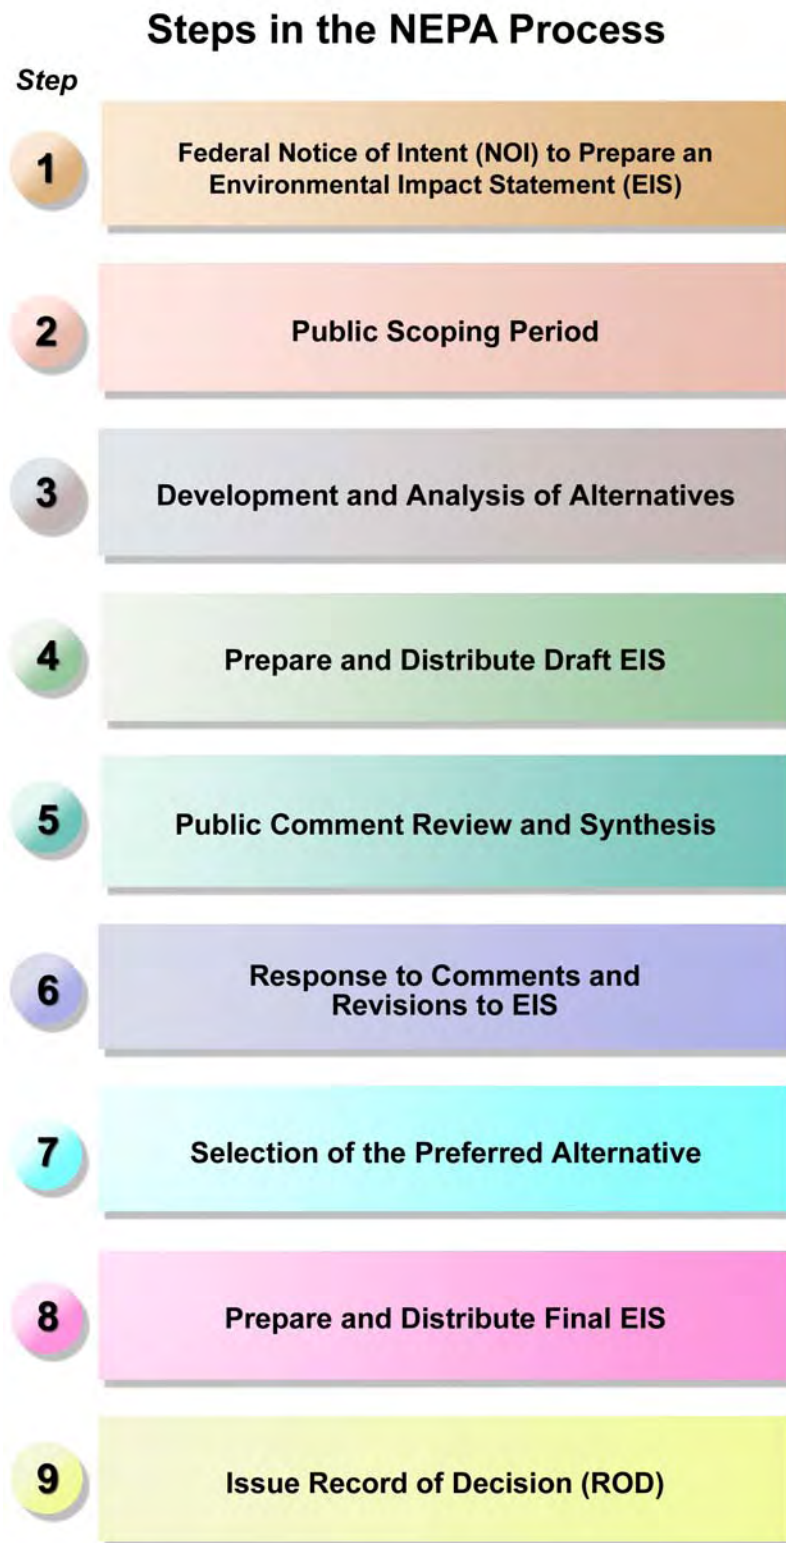 Steps in the NEPA Process
Step
1
Federal Notice of Intent (NOI) to Prepare an
Environmental Impact Statement (EIS)
2
Public Scoping Period
3
Development and Analysis of Alternatives
4
Prepare and Distribute Draft EIS
5
Public Comment Review and Synthesis
6
Response to Comments and
Revisions to EIS
7
Selection of the Preferred Alternative
8
Prepare and Distribute Final EIS
9
Issue Record of Decision (ROD)